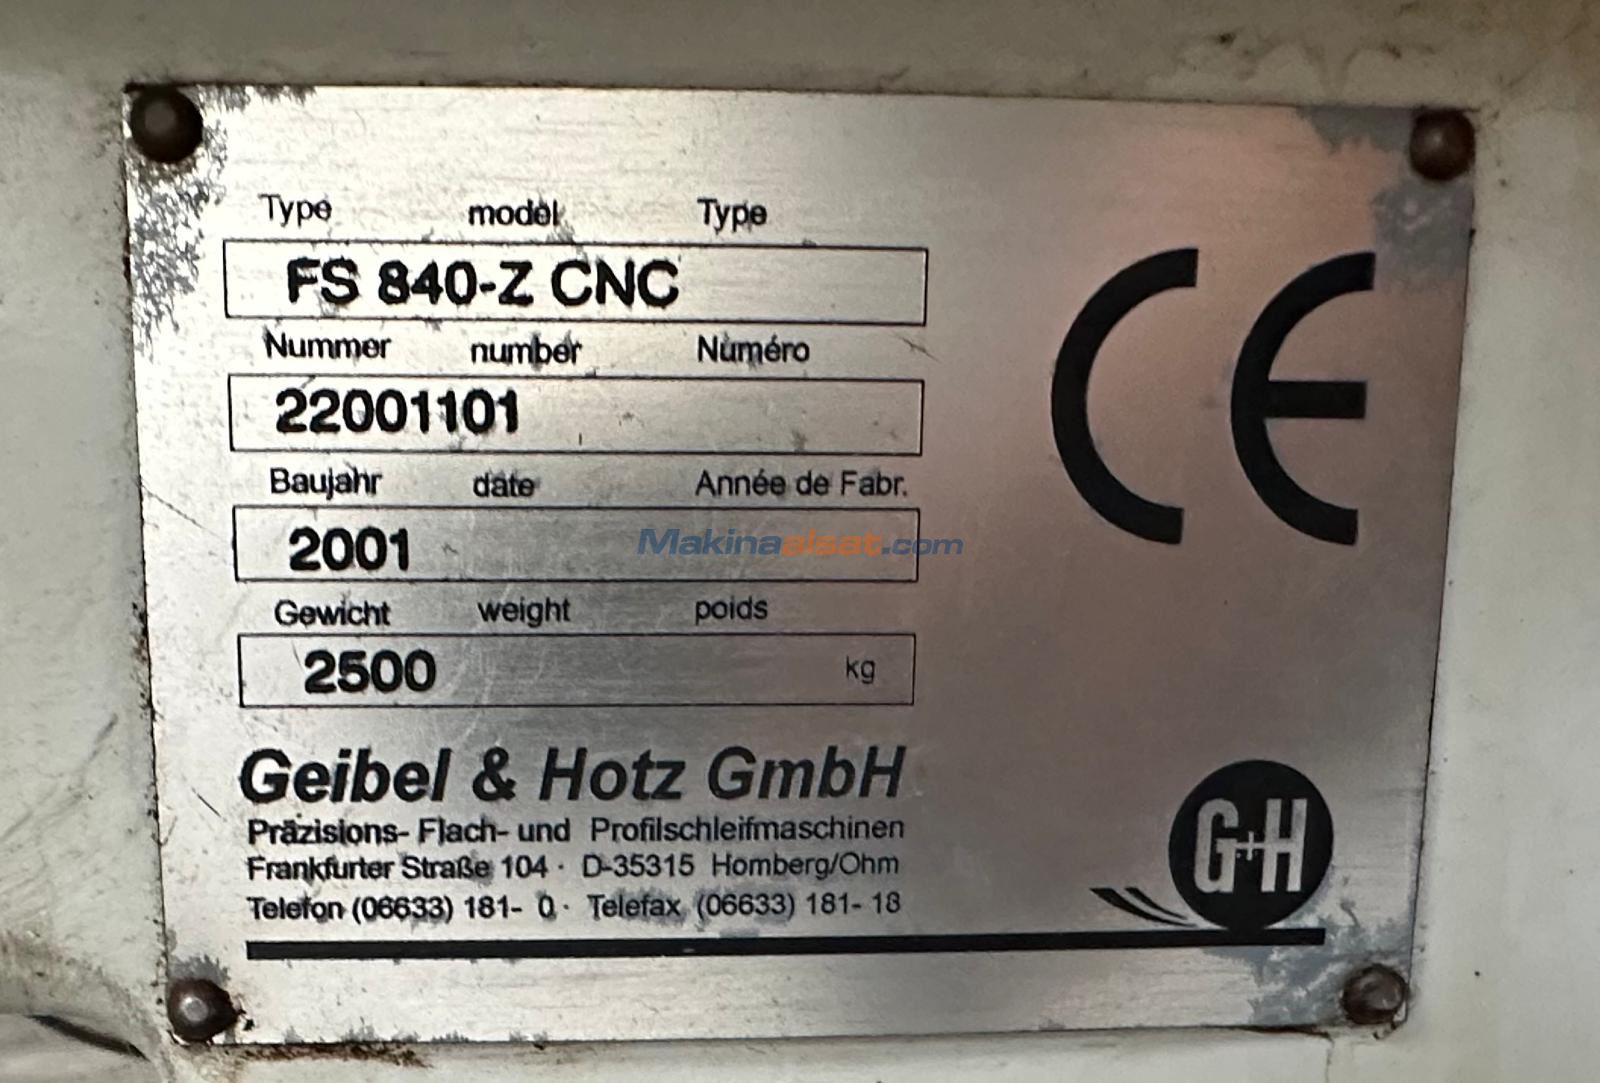 Type model Type
FS 840-Z CNC
Nummer number Numéro
22001101
Baujahr date Année de Fabr.
2001
Makinaalsat.com
Gewicht weight poids
2500 kg
CE
Geibel & Hotz GmbH
Präzisions- Flach- und Profilschleifmaschinen
Frankfurter Straße 104 · D-35315 Homberg/Ohm
Telefon (06633) 181- 0 · Telefax (06633) 181- 18
G+H